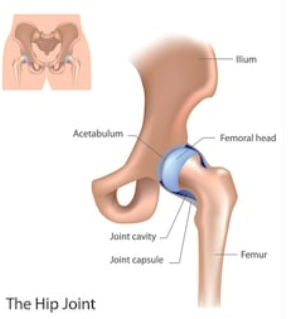 Ilium
Acetabulum
Femoral head
Joint cavity
Joint capsule
Femur
The Hip Joint